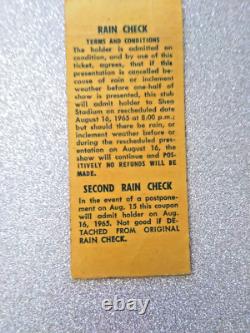 RAIN CHECK
TERMS AND CONDITIONS
The holder is admitted on
condition, and by use of this
ticket, agrees, that if this
presentation is cancelled be-
cause of rain or inclement
weather before one-half of
show is presented, this stub
will admit holder to Shea
Stadium on rescheduled date
August 16, 1965 at 8:00 p.m.;
but should there be rain, or
inclement weather before or
during the rescheduled pre-
sentation on August 16, the
show will continue and POS-
ITIVELY NO REFUNDS WILL BE
MADE.
SECOND RAIN CHECK
In the event of a postpone-
ment on Aug. 15 this coupon
will admit holder on Aug.
16, 1965. Not good if DE-
TACHED FROM ORIGINAL
RAIN CHECK.